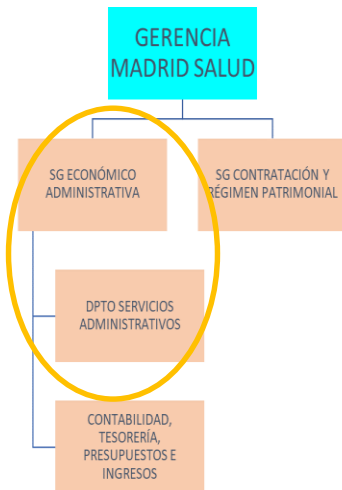 GERENCIA
MADRID SALUD
SG ECONÓMICO
ADMINISTRATIVA
SG CONTRATACIÓN Y
RÉGIMEN PATRIMONIAL
DPTO SERVICIOS
ADMINISTRATIVOS
CONTABILIDAD,
TESORERÍA,
PRESUPUESTOS E
INGRESOS